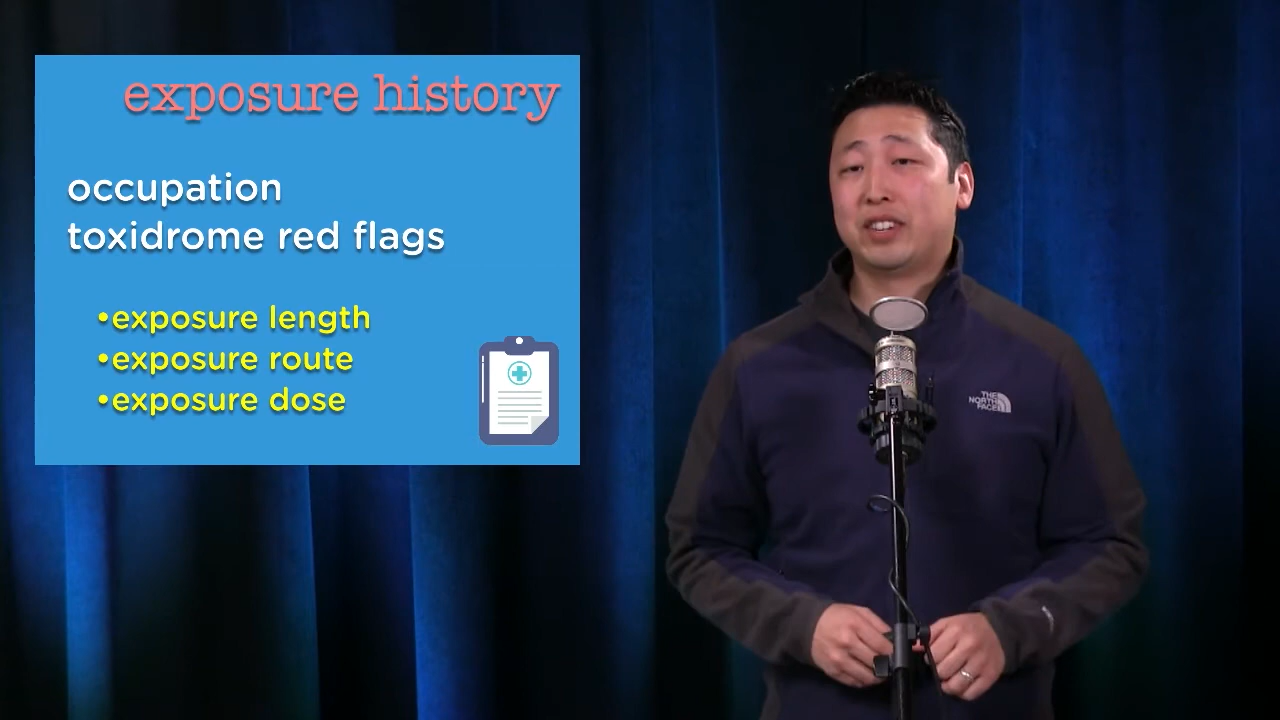 exposure history
occupation
toxidrome red flags
•exposure length
•exposure route
•exposure dose
THE
NORTH
FACE